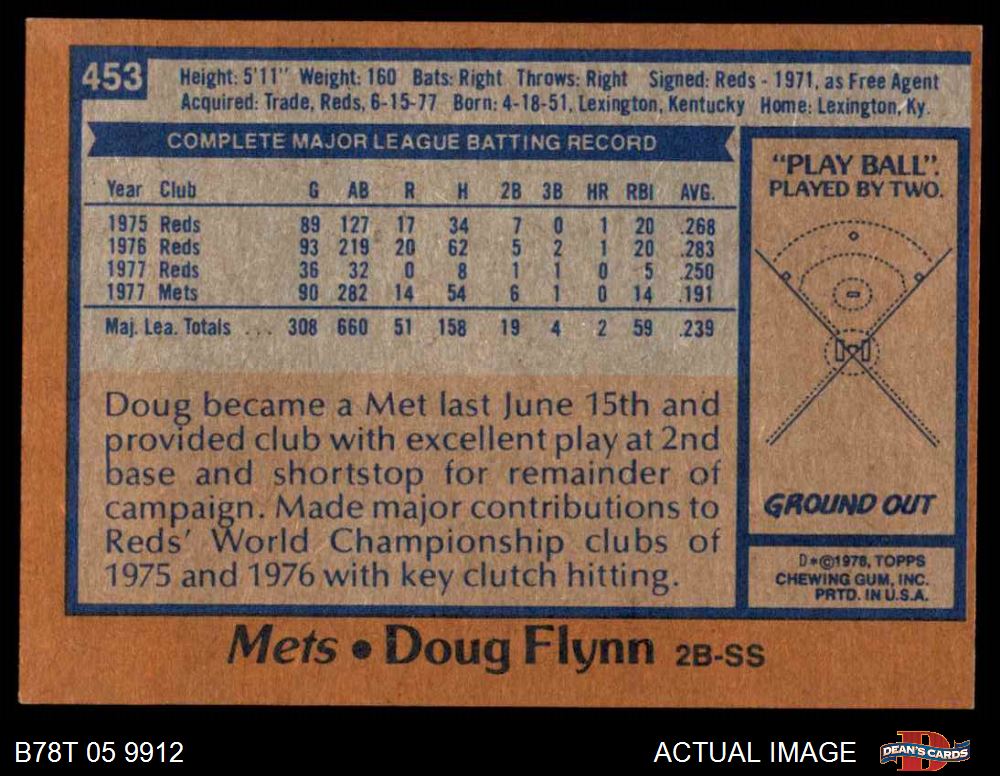 453
Height: 5'11" Weight: 160 Bats: Right Throws: Right Signed: Reds - 1971, as Free Agent
Acquired: Trade, Reds, 6-15-77 Born: 4-18-51, Lexington, Kentucky Home: Lexington, Ky.
COMPLETE MAJOR LEAGUE BATTING RECORD
Year Club G AB R H 2B 3B HR RBI AVG.
1975 Reds 89 127 17 34 7 0 1 20 .268
1976 Reds 93 219 20 62 5 2 1 20 .283
1977 Reds 36 32 0 8 1 1 0 5 .250
1977 Mets 90 282 14 54 6 1 0 14 .191
Maj. Lea. Totals ... 308 660 51 158 19 4 2 59 .239
Doug became a Met last June 15th and
provided club with excellent play at 2nd
base and shortstop for remainder of
campaign. Made major contributions to
Reds' World Championship clubs of
1975 and 1976 with key clutch hitting.
"PLAY BALL".
PLAYED BY TWO.
GROUND OUT
D*©1978, TOPPS
CHEWING GUM, INC.
PRTD. IN U.S.A.
Mets • Doug Flynn 2B-SS
B78T 05 9912
ACTUAL IMAGE
D
DEAN'S CARDS